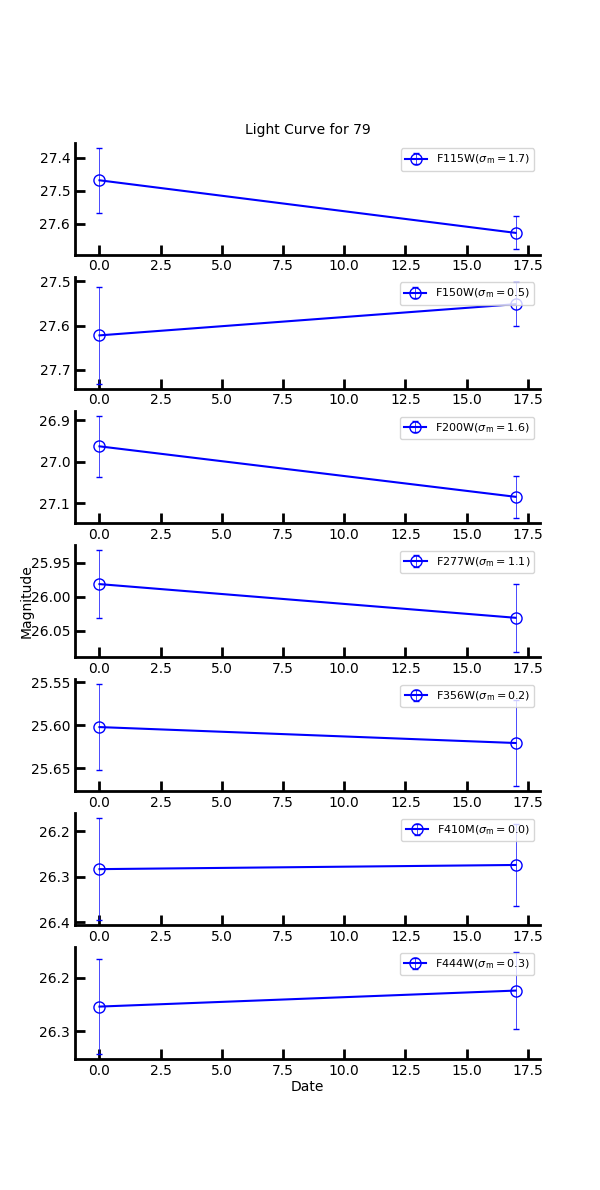 Light Curve for 79
27.4
27.5
27.6
F115W(σm = 1.7)
0.0 2.5 5.0 7.5 10.0 12.5 15.0 17.5
27.5
27.6
27.7
F150W(σm = 0.5)
0.0 2.5 5.0 7.5 10.0 12.5 15.0 17.5
26.9
27.0
27.1
F200W(σm = 1.6)
0.0 2.5 5.0 7.5 10.0 12.5 15.0 17.5
Magnitude
25.95
26.00
26.05
F277W(σm = 1.1)
0.0 2.5 5.0 7.5 10.0 12.5 15.0 17.5
25.55
25.60
25.65
F356W(σm = 0.2)
0.0 2.5 5.0 7.5 10.0 12.5 15.0 17.5
26.2
26.3
26.4
F410M(σm = 0.0)
0.0 2.5 5.0 7.5 10.0 12.5 15.0 17.5
26.2
26.3
F444W(σm = 0.3)
0.0 2.5 5.0 7.5 10.0 12.5 15.0 17.5
Date